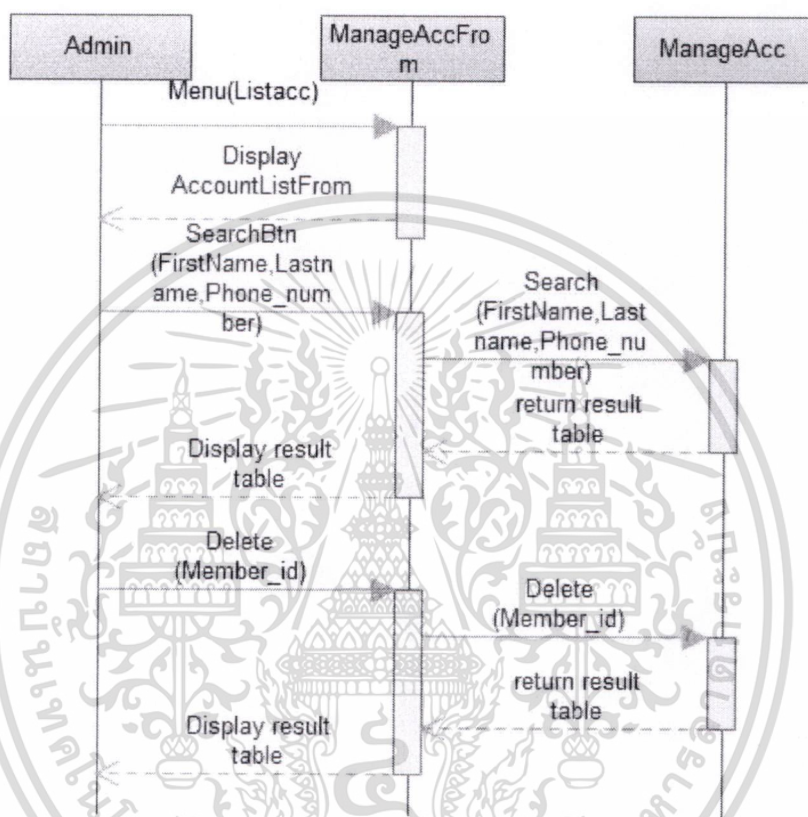 Admin
ManageAccFro
m
ManageAcc
Menu(Listacc)
Display
AccountListFrom
SearchBtn
(FirstName,Lastn
ame,Phone_num
ber)
Search
(FirstName,Last
name,Phone_nu
mber)
return result
table
Display result
table
Delete
(Member_id)
Delete
(Member_id)
return result
table
Display result
table